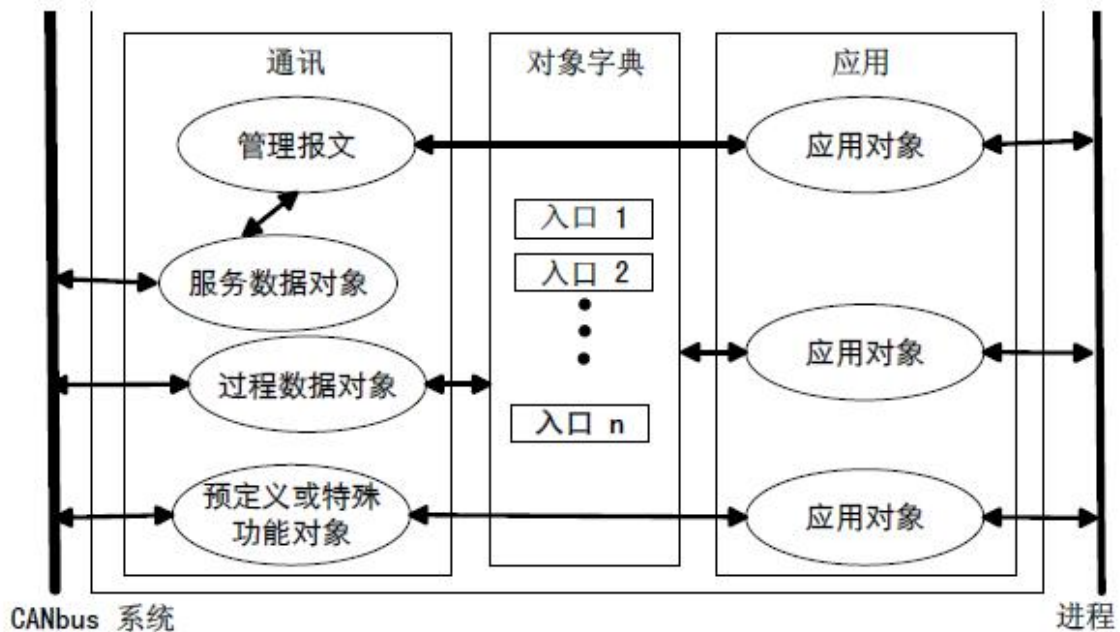 通讯
对象字典
应用
管理报文
应用对象
入口 1
入口 2
服务数据对象
应用对象
过程数据对象
入口 n
预定义或特殊
功能对象
应用对象
CANbus 系统
进程